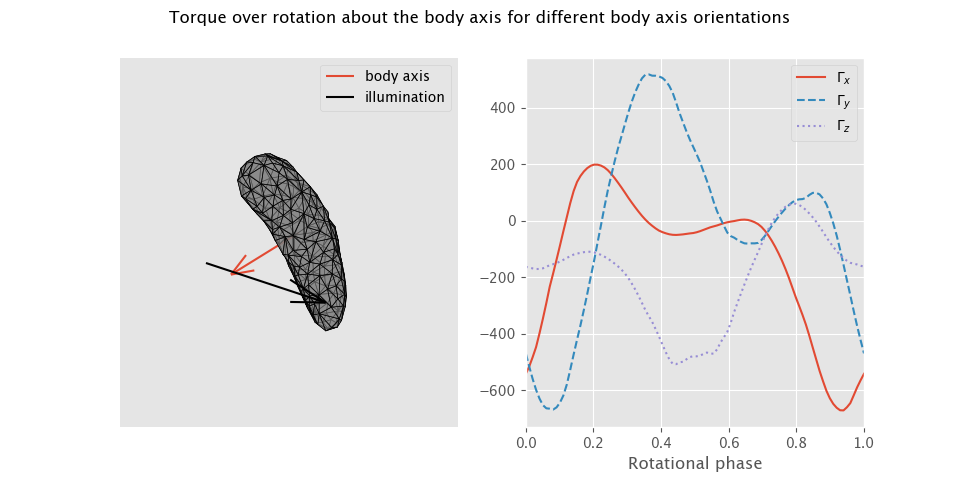 Torque over rotation about the body axis for different body axis orientations
body axis
illumination
Γx
Γy
Γz
400
200
0
−200
−400
−600
0.0 0.2 0.4 0.6 0.8 1.0
Rotational phase